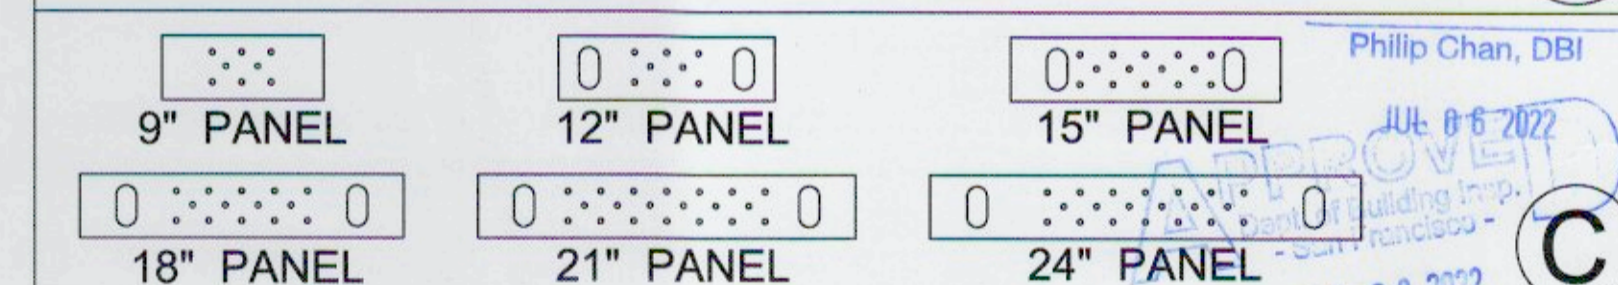 Philip Chan, DBI
9" PANEL
12" PANEL
15" PANEL
JUL 06 2022
APPROVED
Dept. of Building Insp.
- San Francisco -
18" PANEL
21" PANEL
24" PANEL
C
2022